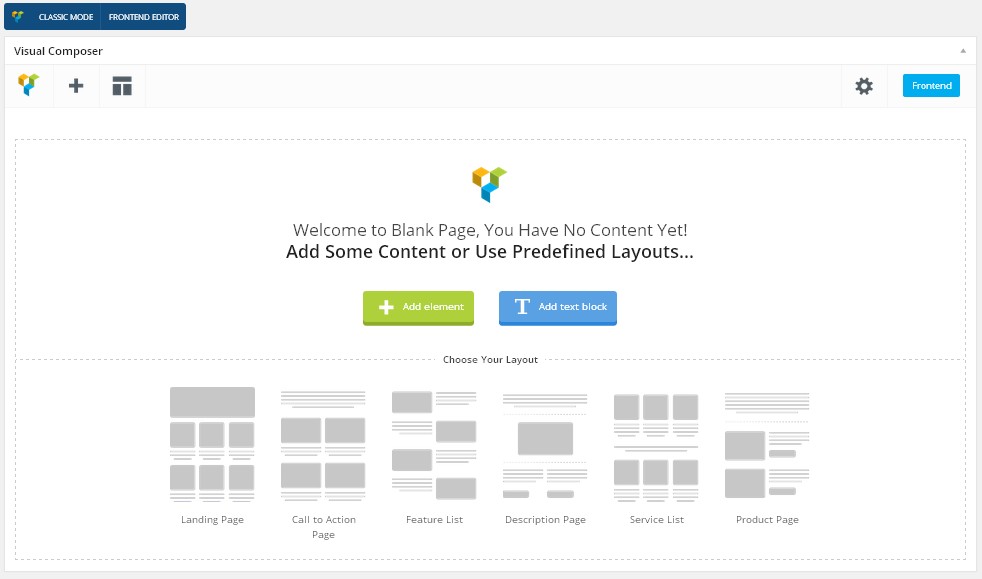 CLASSIC MODE FRONTEND EDITOR
Visual Composer
Frontend
Welcome to Blank Page, You Have No Content Yet!
Add Some Content or Use Predefined Layouts...
Add element
T Add text block
Choose Your Layout
Landing Page
Call to Action
Page
Feature List
Description Page
Service List
Product Page